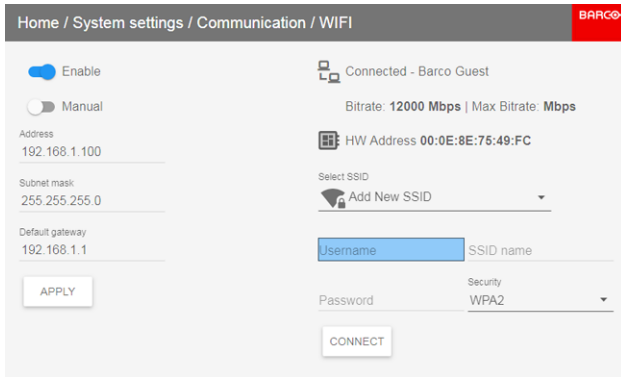 Home / System settings / Communication / WIFI
BARCO
Enable
Manual
Address
192.168.1.100
Subnet mask
255.255.255.0
Default gateway
192.168.1.1
APPLY
Connected - Barco Guest
Bitrate: 12000 Mbps | Max Bitrate: Mbps
HW Address 00:0E:8E:75:49:FC
Select SSID
Add New SSID
Username SSID name
Security
Password WPA2
CONNECT